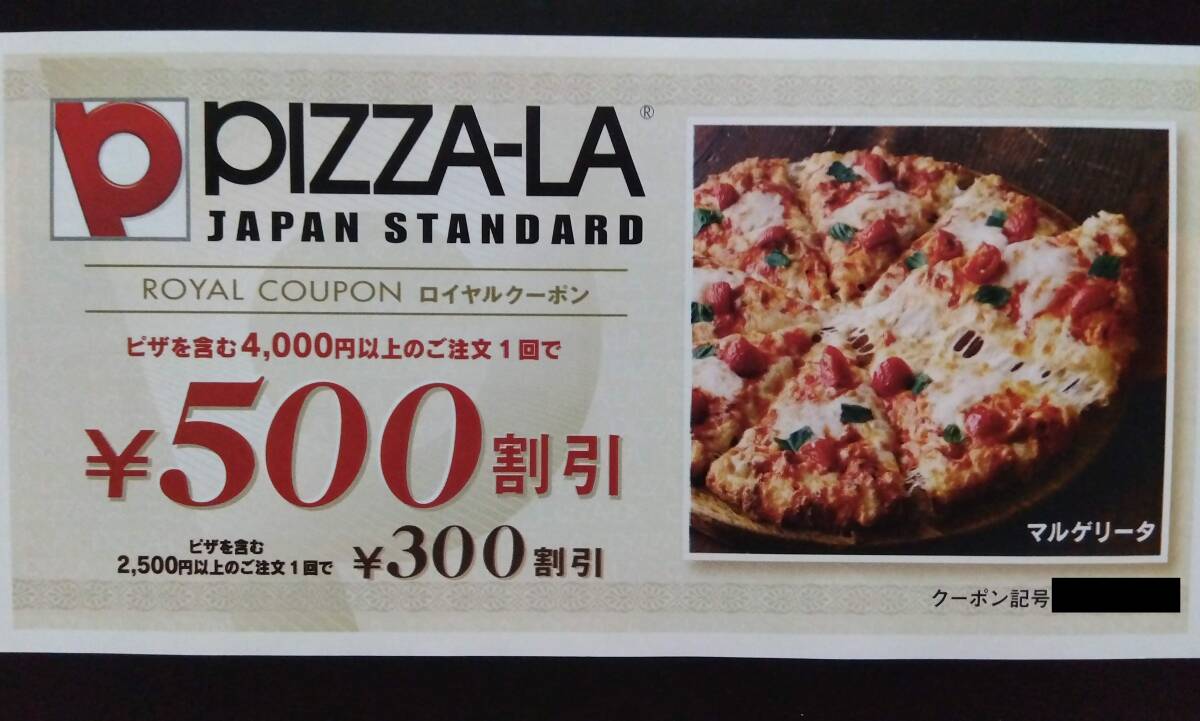 PIZZA-LA®
JAPAN STANDARD
ROYAL COUPON ロイヤルクーポン
ピザを含む4,000円以上のご注文1回で
¥500割引
ピザを含む
2,500円以上のご注文1回で ¥300割引
マルゲリータ
クーポン記号